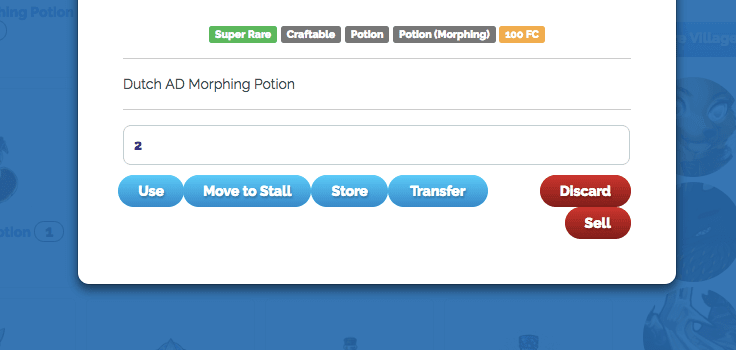 hing Potion
Super Rare Craftable Potion Potion (Morphing) 100 FC
Village
Dutch AD Morphing Potion
2
Use Move to Stall Store Transfer Discard
Sell
otion 1